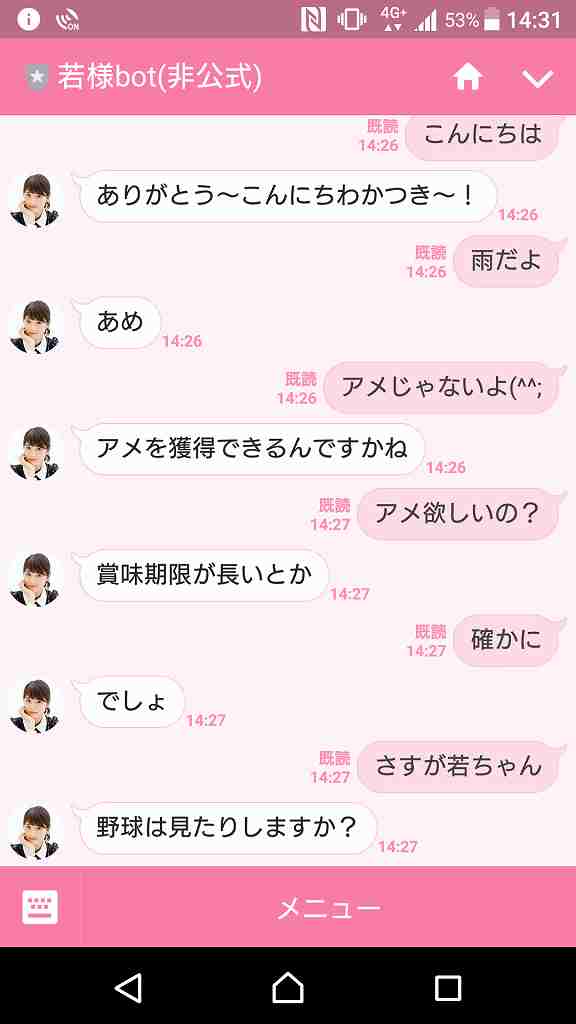 ON
4G+
53%
14:31
若様bot(非公式)
既読
14:26
こんにちは
ありがとう〜こんにちわかつき〜！
14:26
既読
14:26
雨だよ
あめ
14:26
既読
14:26
アメじゃないよ(^^;
アメを獲得できるんですかね
14:26
既読
14:27
アメ欲しいの？
賞味期限が長いとか
14:27
既読
14:27
確かに
でしょ
14:27
既読
14:27
さすが若ちゃん
野球は見たりしますか？
14:27
メニュー